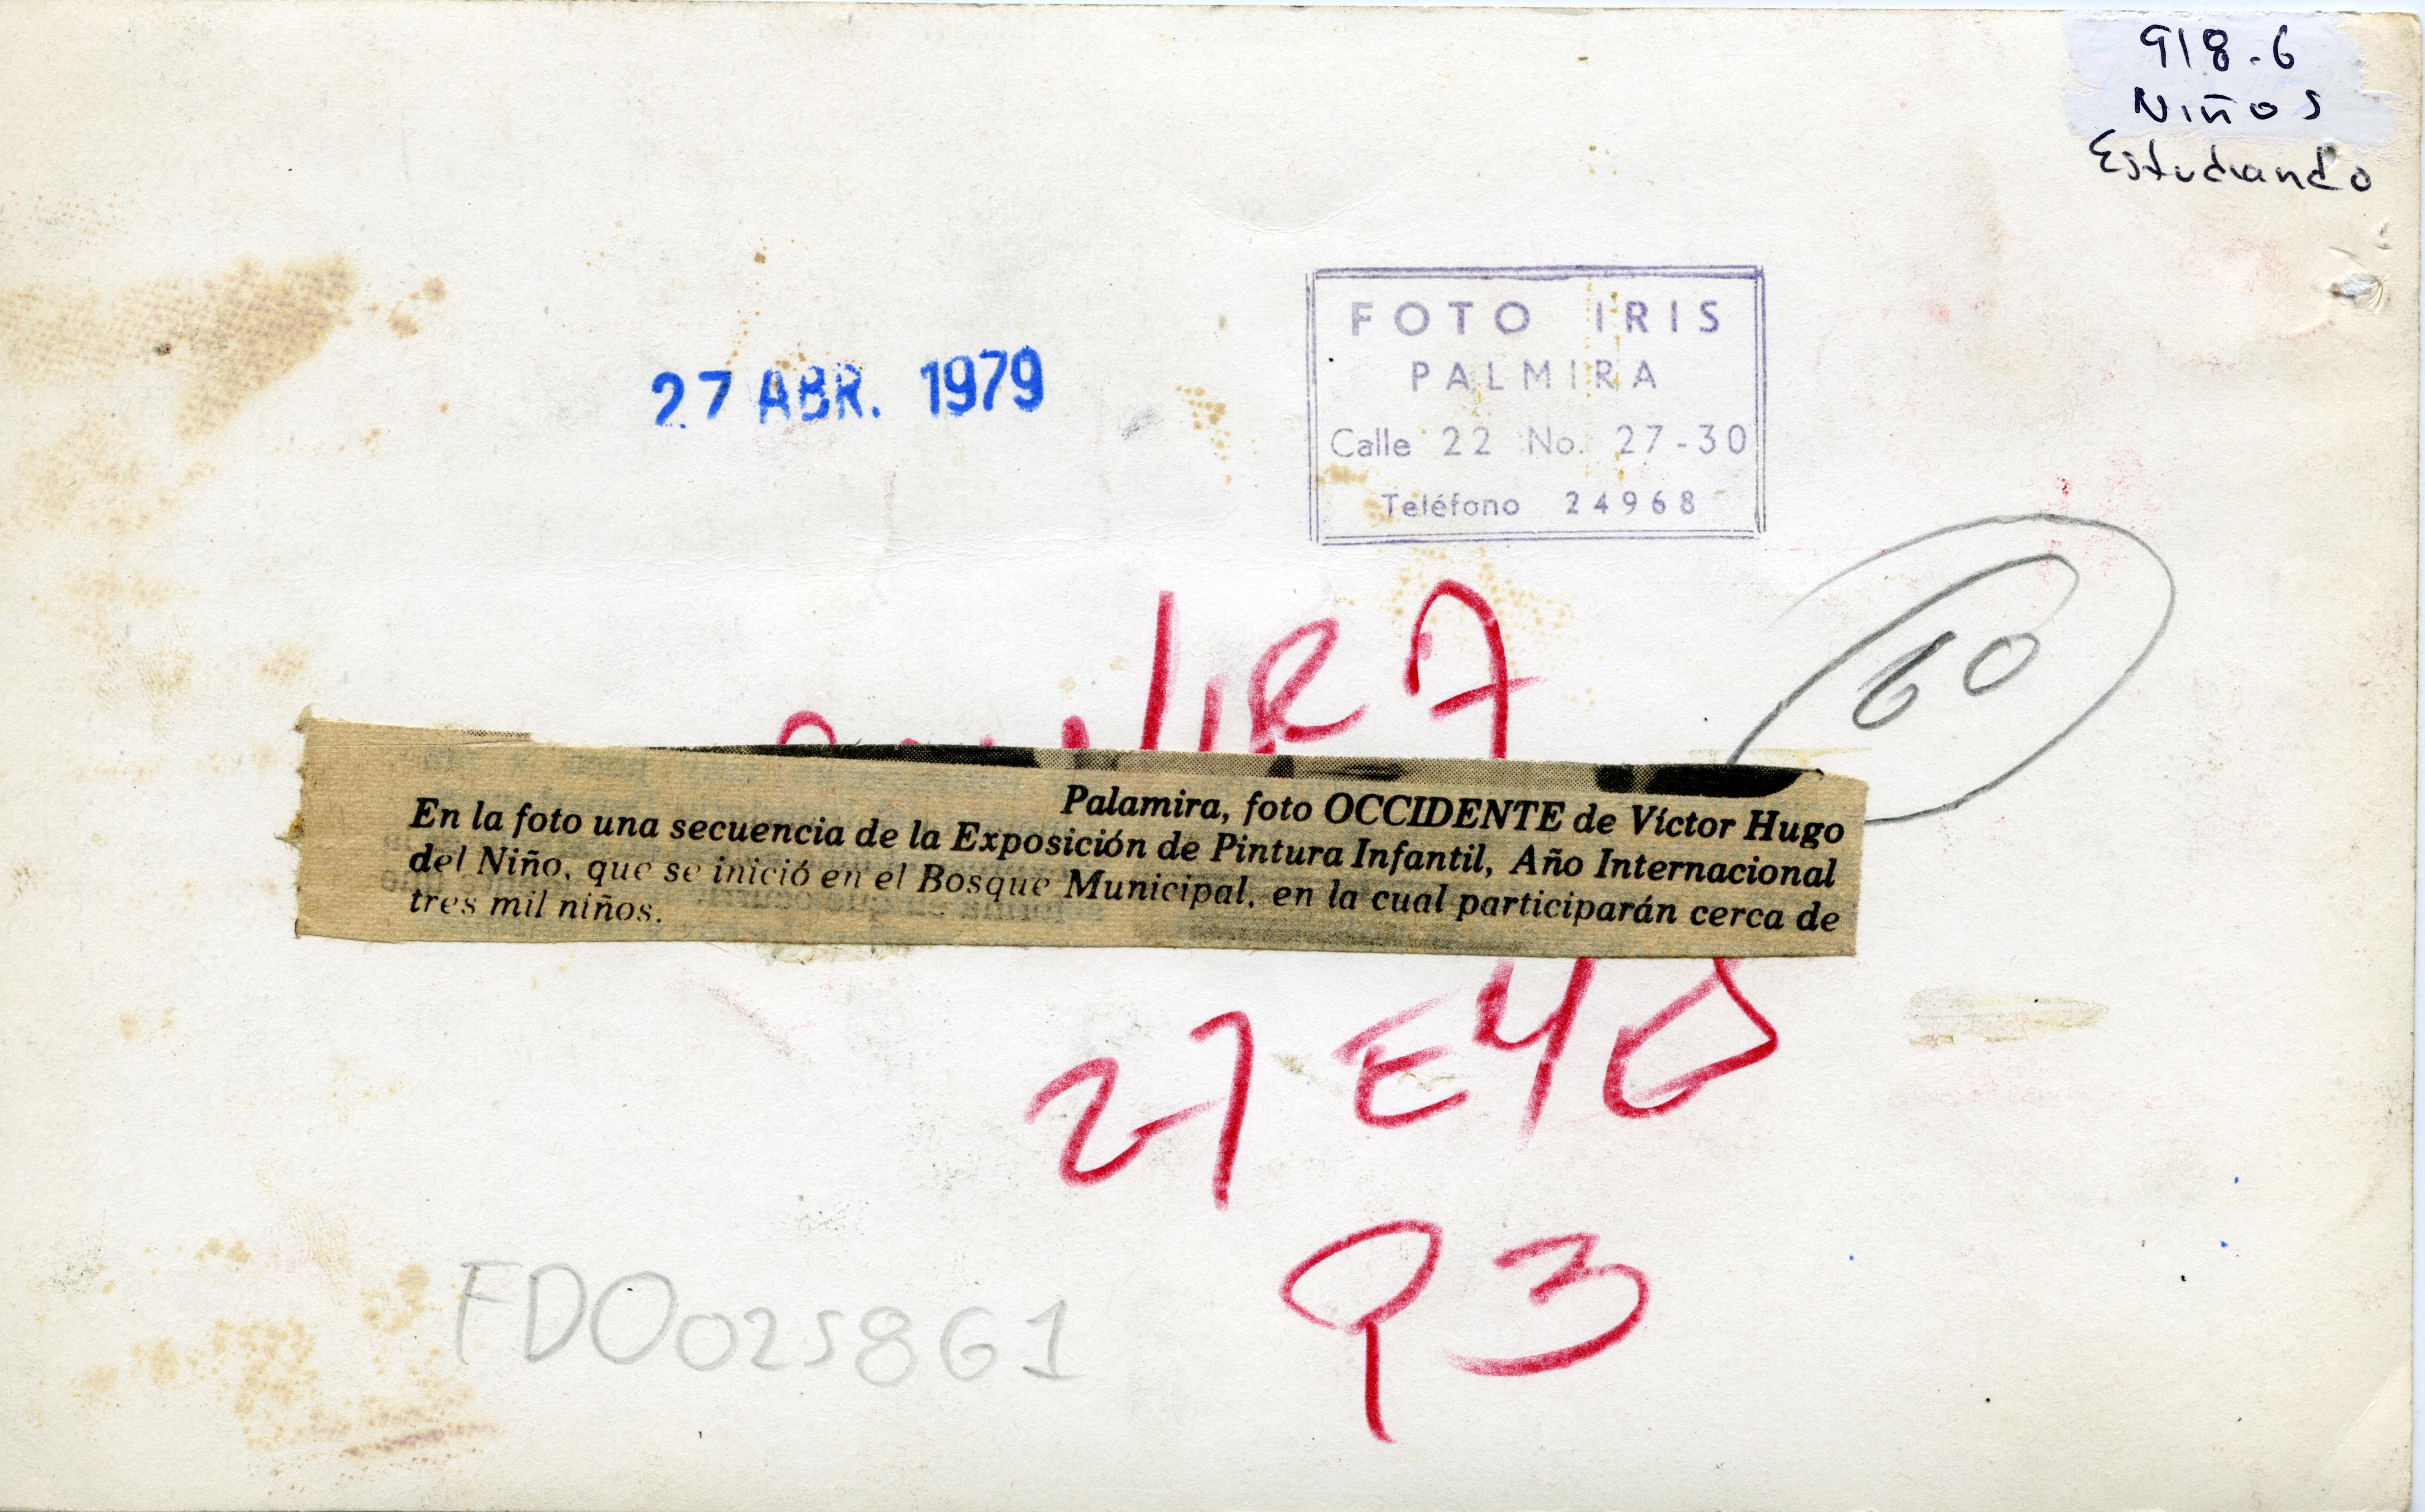 918-6
Niños
Estudiando
FOTO IRIS
PALMIRA
Calle 22 No. 27-30
Teléfono 24968
27 ABR. 1979
60
Palamira, foto OCCIDENTE de Víctor Hugo
En la foto una secuencia de la Exposición de Pintura Infantil, Año Internacional
del Niño, que se inició en el Bosque Municipal, en la cual participarán cerca de
tres mil niños.
27
P3
FDO025861